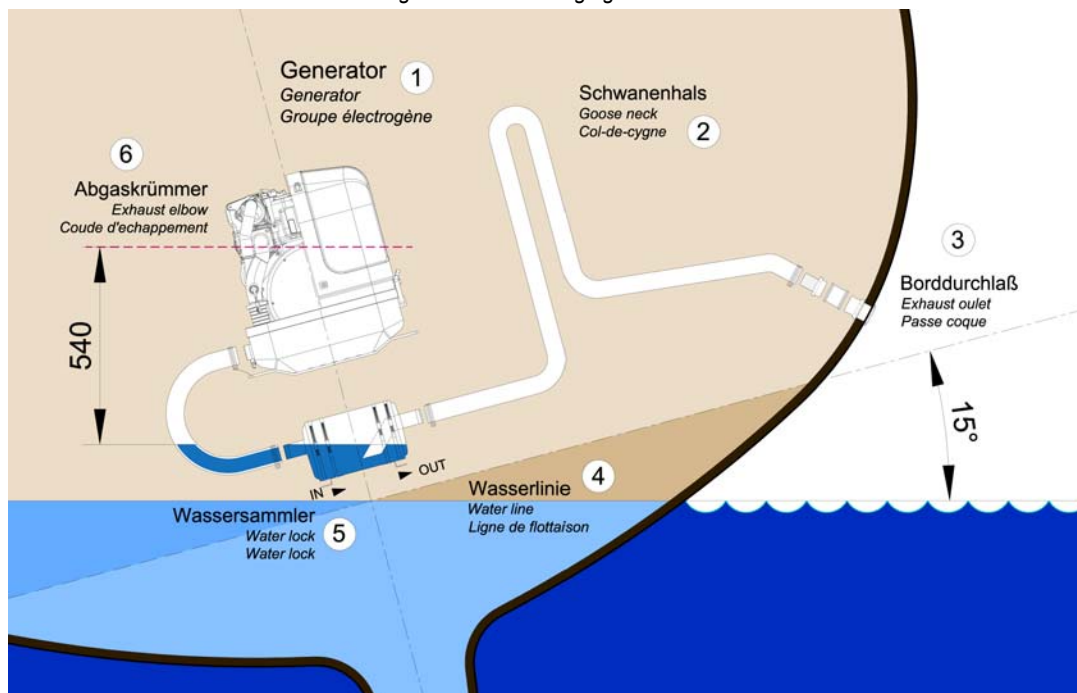 Generator
1
Generator
Groupe électrogène
Schwanenhals
Goose neck
Col-de-cygne
2
6
Abgaskrümmer
Exhaust elbow
Coude d'echappement
3
Borddurchlaß
Exhaust oulet
Passe coque
540
15°
OUT
IN
Wasserlinie
4
Water line
Ligne de flottaison
Wassersammler
5
Water lock
Water lock